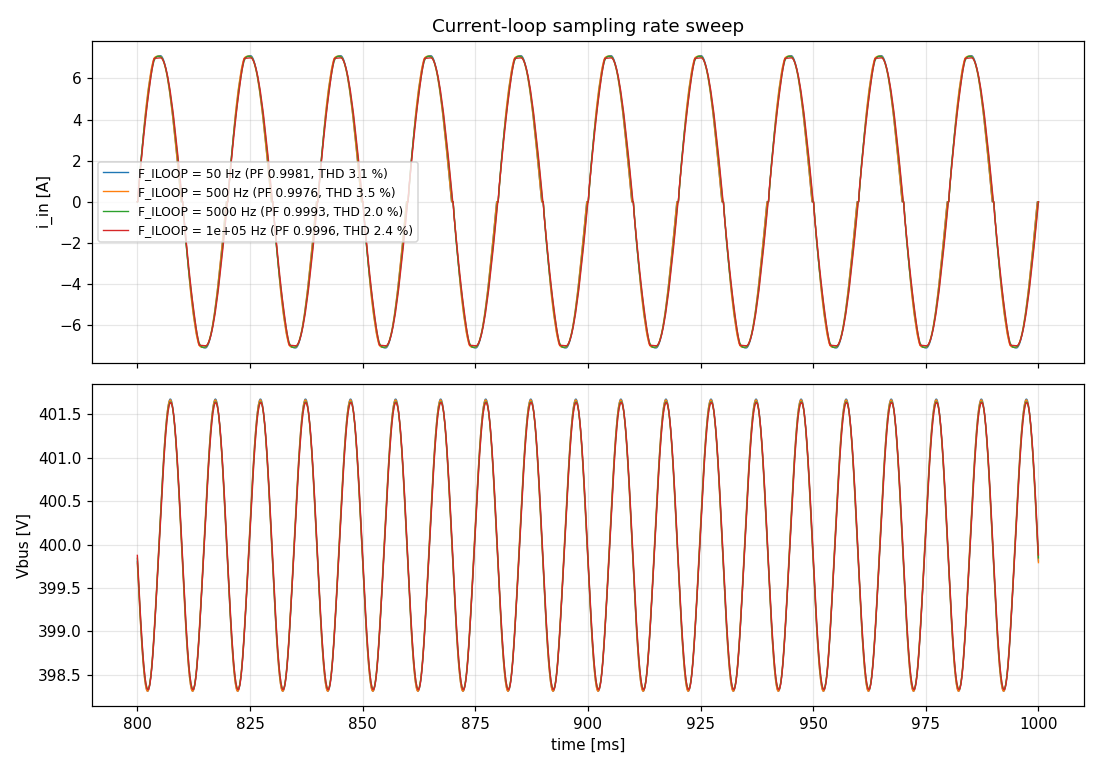 Current-loop sampling rate sweep
i_in [A]
6
4
2
0
−2
−4
−6
F_ILOOP = 50 Hz (PF 0.9981, THD 3.1 %)
F_ILOOP = 500 Hz (PF 0.9976, THD 3.5 %)
F_ILOOP = 5000 Hz (PF 0.9993, THD 2.0 %)
F_ILOOP = 1e+05 Hz (PF 0.9996, THD 2.4 %)
Vbus [V]
401.5
401.0
400.5
400.0
399.5
399.0
398.5
800 825 850 875 900 925 950 975 1000
time [ms]